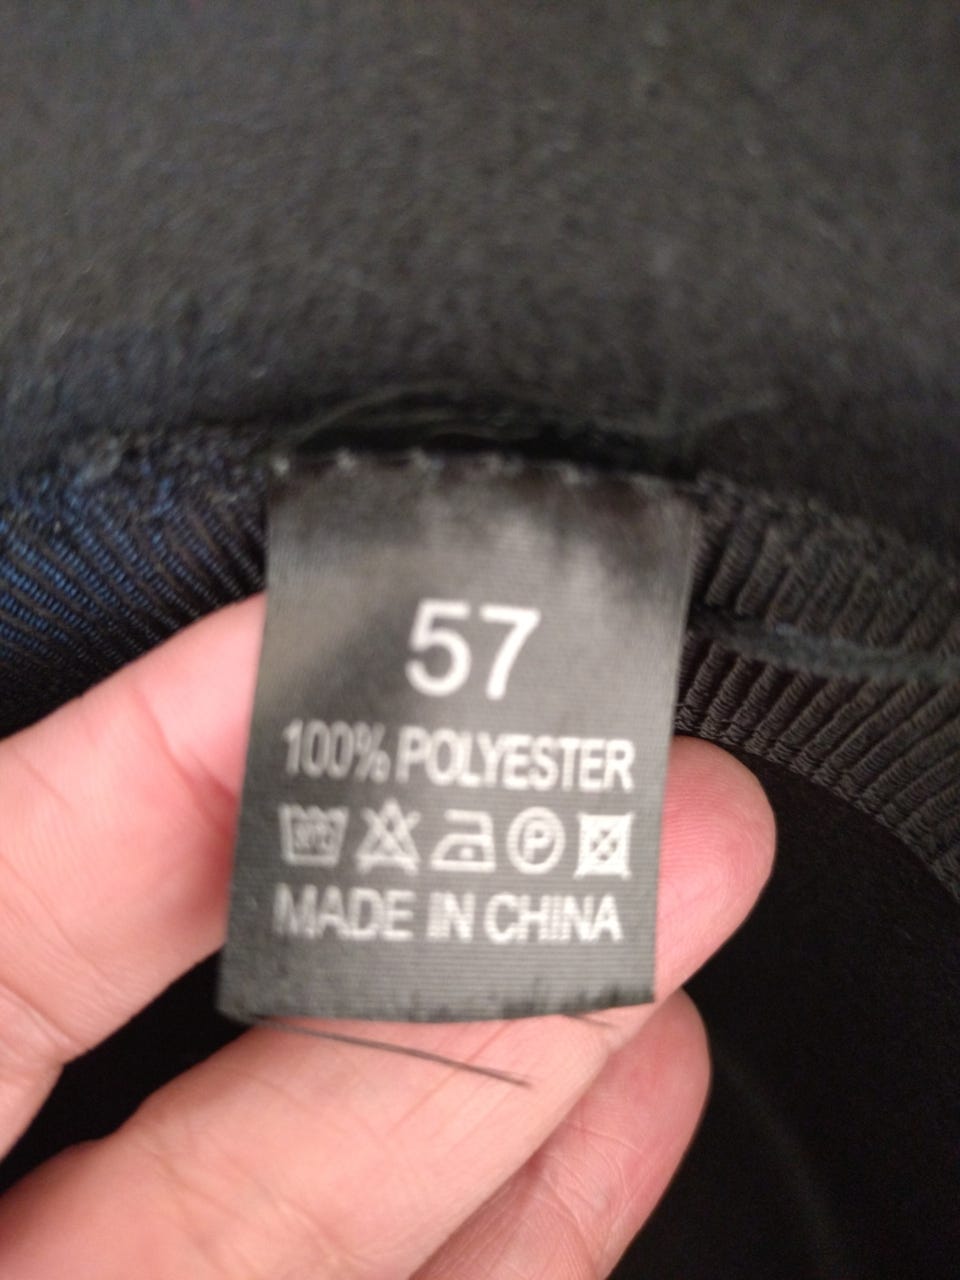 57
100% POLYESTER
P
MADE IN CHINA